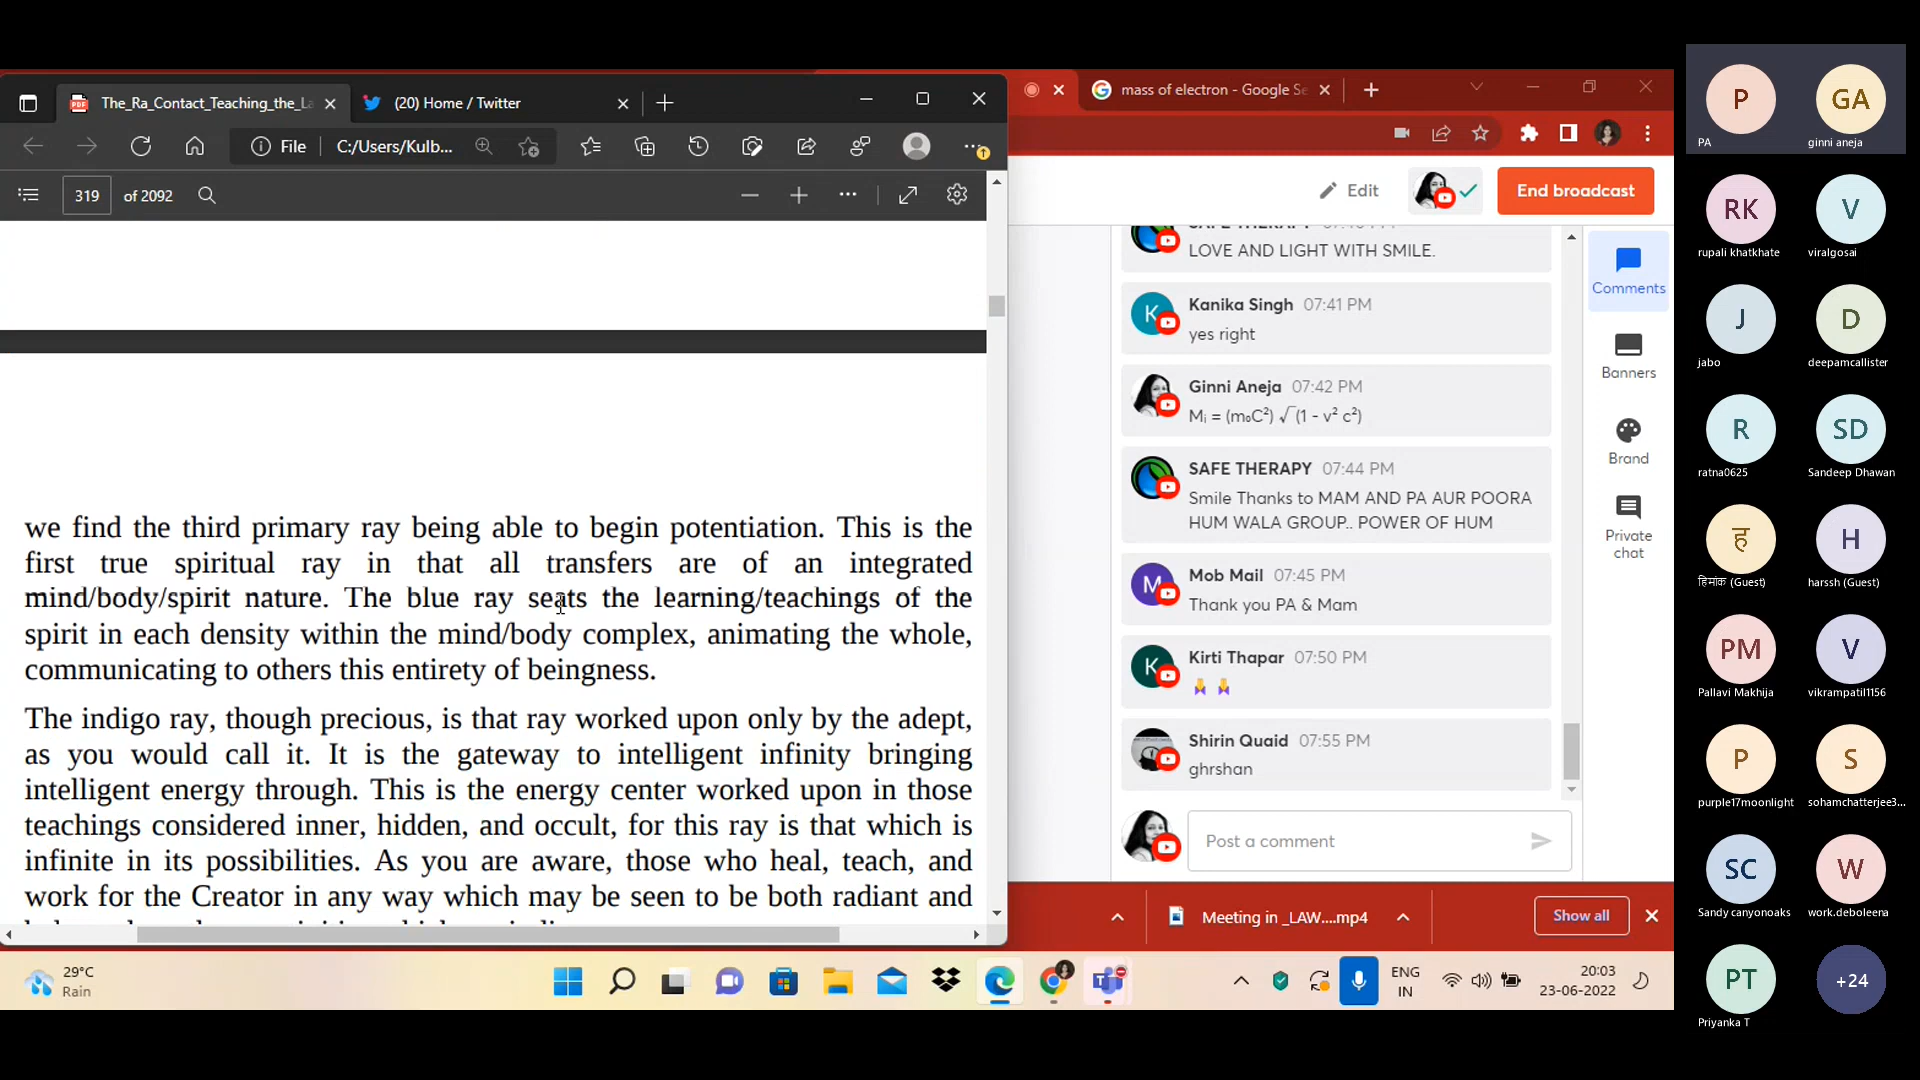 The_Ra_Contact_Teaching_the_La
(20) Home / Twitter
mass of electron - Google Se
File
C:/Users/Kulb...
319
of 2092
Edit
End broadcast
LOVE AND LIGHT WITH SMILE.
Kanika Singh 07:41 PM
yes right
Ginni Aneja 07:42 PM
Mᵢ = (m₀C²) √(1 - v² c²)
SAFE THERAPY 07:44 PM
Smile Thanks to MAM AND PA AUR POORA
HUM WALA GROUP.. POWER OF HUM
Mob Mail 07:45 PM
Thank you PA & Mam
Kirti Thapar 07:50 PM
Shirin Quaid 07:55 PM
ghrshan
Post a comment
Comments
Banners
Brand
Private
chat
we find the third primary ray being able to begin potentiation. This is the
first true spiritual ray in that all transfers are of an integrated
mind/body/spirit nature. The blue ray seats the learning/teachings of the
spirit in each density within the mind/body complex, animating the whole,
communicating to others this entirety of beingness.
The indigo ray, though precious, is that ray worked upon only by the adept,
as you would call it. It is the gateway to intelligent infinity bringing
intelligent energy through. This is the energy center worked upon in those
teachings considered inner, hidden, and occult, for this ray is that which is
infinite in its possibilities. As you are aware, those who heal, teach, and
work for the Creator in any way which may be seen to be both radiant and
Meeting in _LAW....mp4
Show all
29°C
Rain
ENG
IN
20:03
23-06-2022
P
PA
GA
ginni aneja
RK
rupali khatkhate
V
viralgosai
J
jabo
D
deepamcallister
R
ratna0625
SD
Sandeep Dhawan
ह
हिमांक (Guest)
H
harssh (Guest)
PM
Pallavi Makhija
V
vikrampatil1156
P
purple17moonlight
S
sohamchatterjee3...
SC
Sandy canyonoaks
W
work.deboleena
PT
Priyanka T
+24